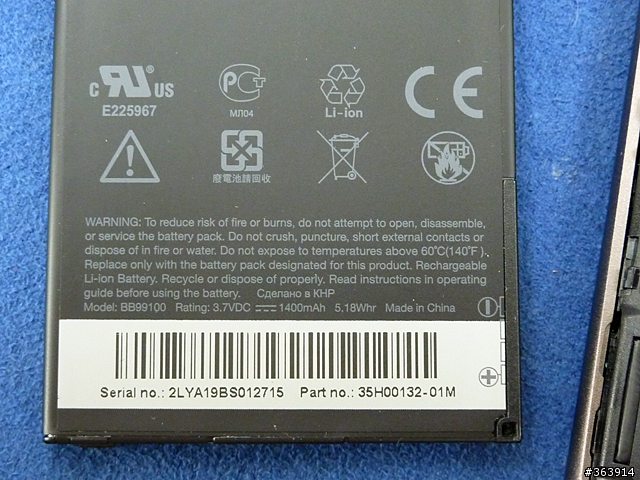 c RU ® US
E225967
РСТ
МЛ04
Li-ion
CE
廢電池請回收
WARNING: To reduce risk of fire or burns, do not attempt to open, disassemble,
or service the battery pack. Do not crush, puncture, short external contacts or
dispose of in fire or water. Do not expose to temperatures above 60°C(140°F ).
Replace only with the battery pack designated for this product. Rechargeable
Li-ion Battery. Recycle or dispose of properly. Read instructions in operating
guide before using the battery. Сделано в КНР
Model: BB99100 Rating: 3.7VDC 1400mAh 5.18Whr Made in China
Serial no.: 2LYA19BS012715 Part no.: 35H00132-01M
#363914